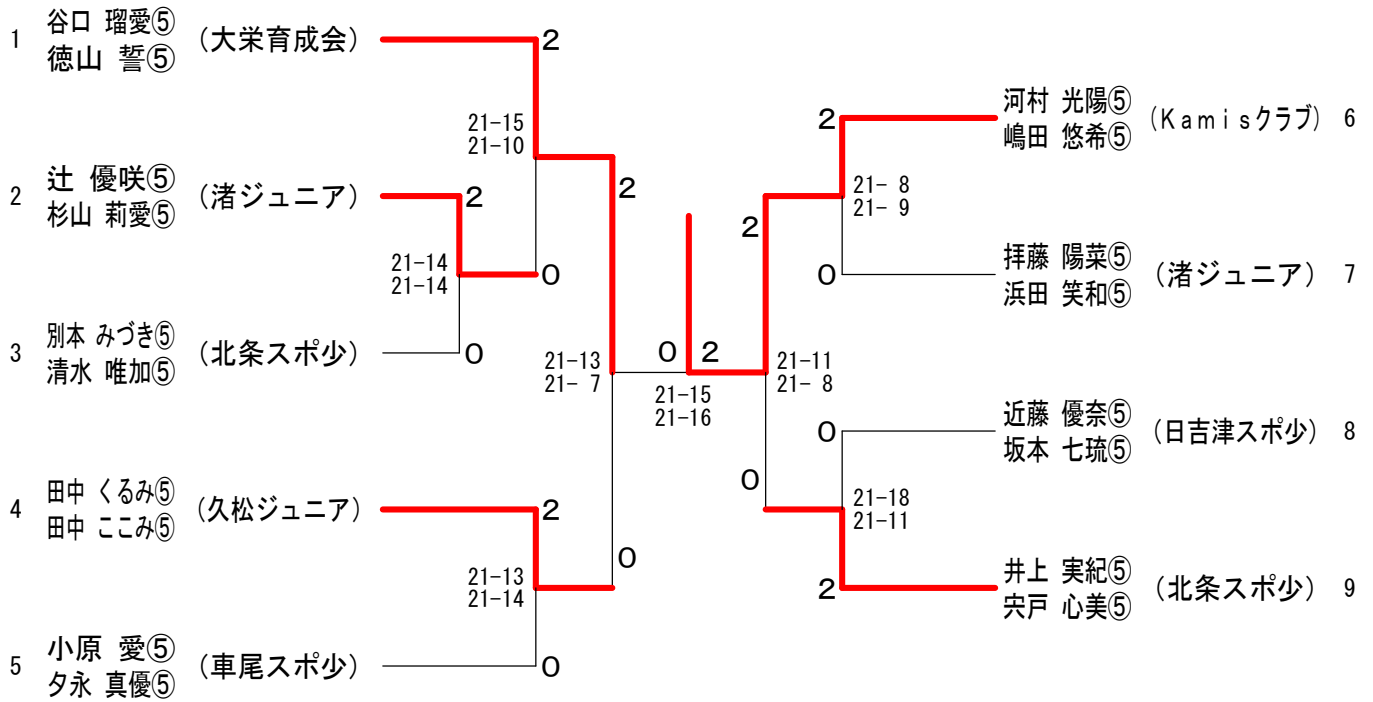 1 谷口 瑠愛⑤ (大栄育成会)
徳山 誓⑤
2
21-15
21-10
2 辻 優咲⑤ (渚ジュニア)
杉山 莉愛⑤
2
2
21-14
21-14
0
3 別本 みづき⑤ (北条スポ少)
清水 唯加⑤
0
21-13
21- 7
4 田中 くるみ⑤ (久松ジュニア)
田中 ここみ⑤
2
0
21-13
21-14
5 小原 愛⑤ (車尾スポ少)
夕永 真優⑤
0
0 2
21-15
21-16
2 河村 光陽⑤ (Kamisクラブ) 6
嶋田 悠希⑤
21- 8
21- 9
2
0 拝藤 陽菜⑤ (渚ジュニア) 7
浜田 笑和⑤
21-11
21- 8
0 近藤 優奈⑤ (日吉津スポ少) 8
坂本 七琉⑤
0
21-18
21-11
2 井上 実紀⑤ (北条スポ少) 9
宍戸 心美⑤